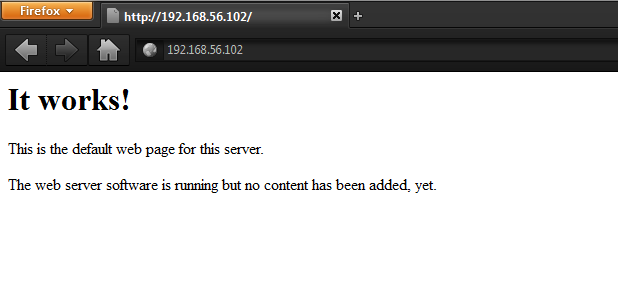 Firefox
http://192.168.56.102/
192.168.56.102
It works!
This is the default web page for this server.
The web server software is running but no content has been added, yet.